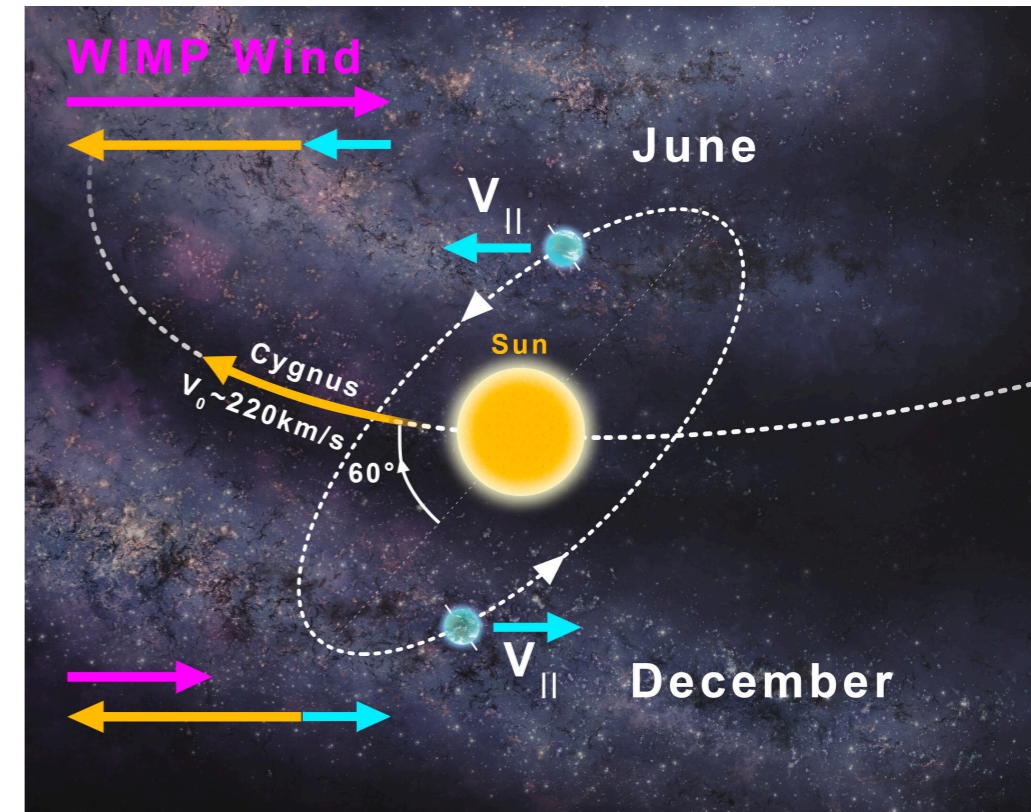 WIMP Wind
June
V||
Sun
Cygnus
V₀~220km/s
60°
V||
December